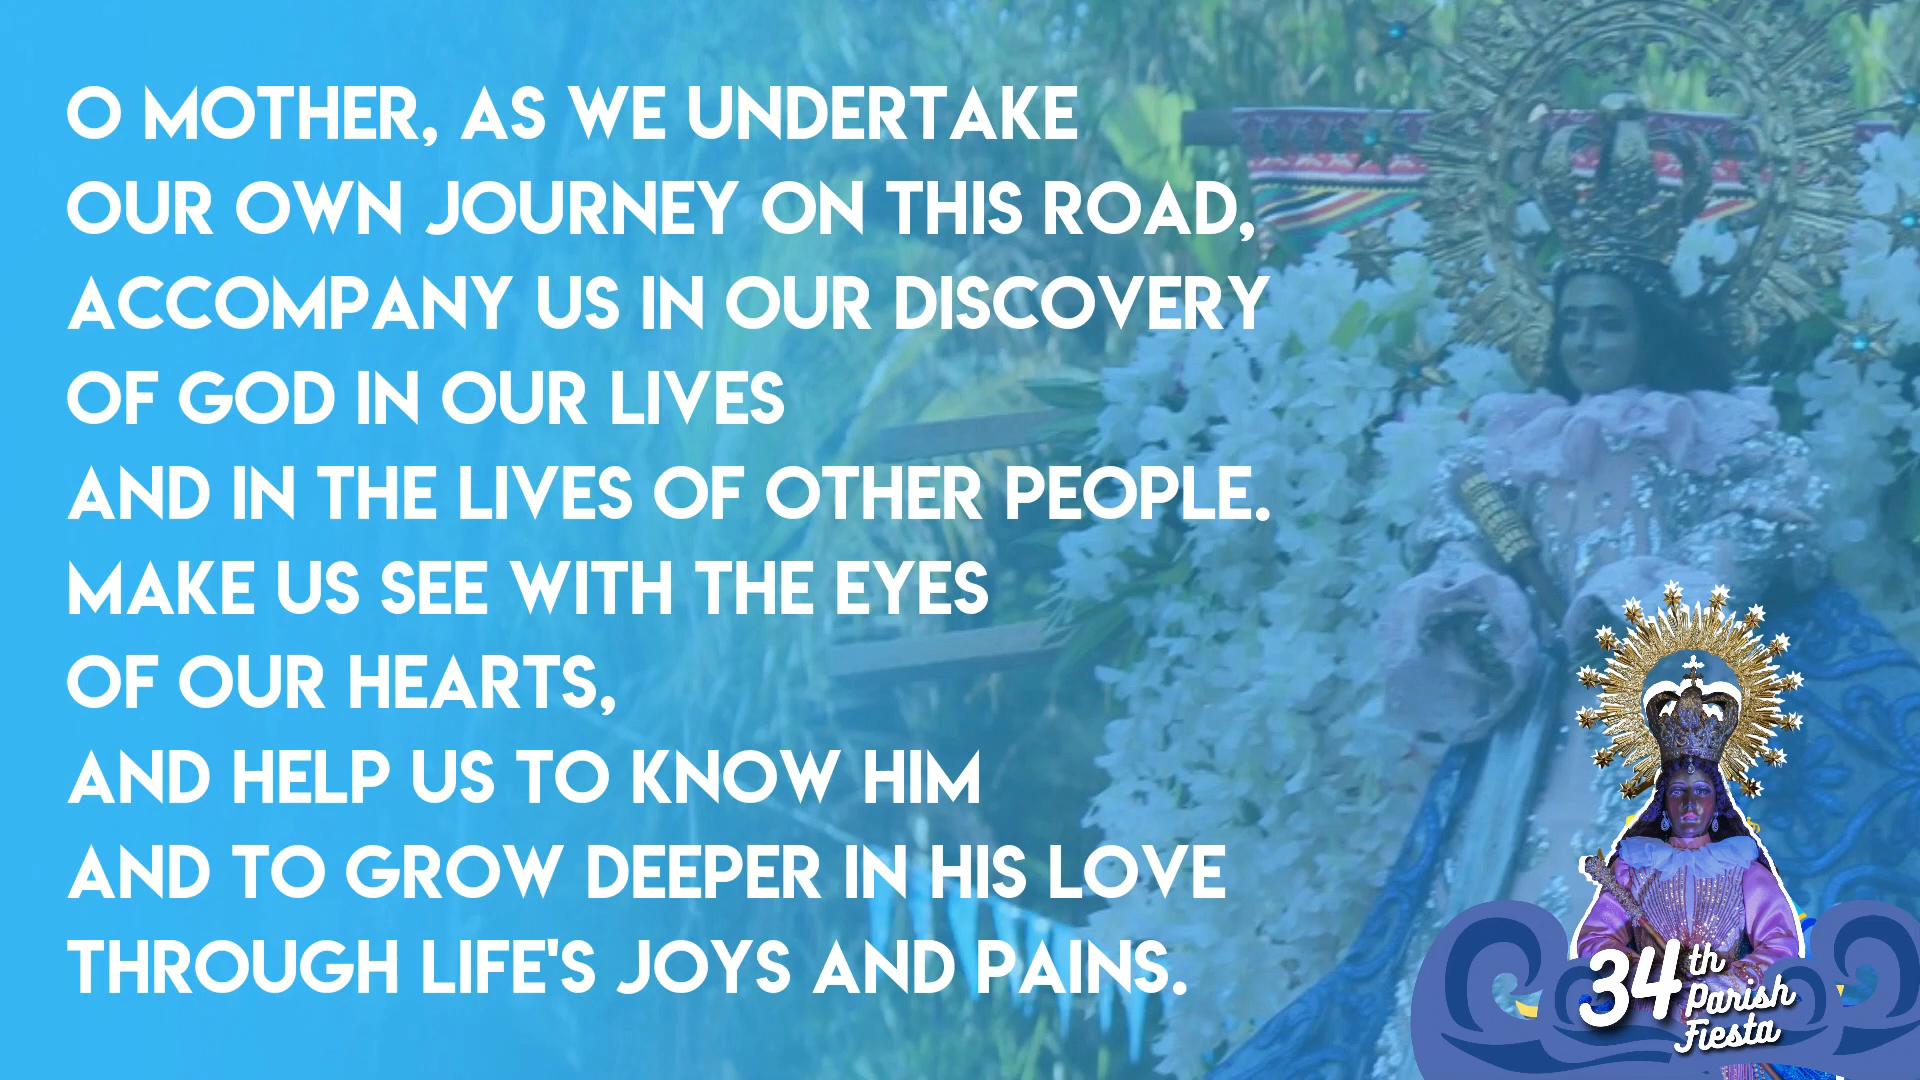 O MOTHER, AS WE UNDERTAKE
OUR OWN JOURNEY ON THIS ROAD,
ACCOMPANY US IN OUR DISCOVERY
OF GOD IN OUR LIVES
AND IN THE LIVES OF OTHER PEOPLE.
MAKE US SEE WITH THE EYES
OF OUR HEARTS,
AND HELP US TO KNOW HIM
AND TO GROW DEEPER IN HIS LOVE
THROUGH LIFE'S JOYS AND PAINS.
34th
Parish
Fiesta